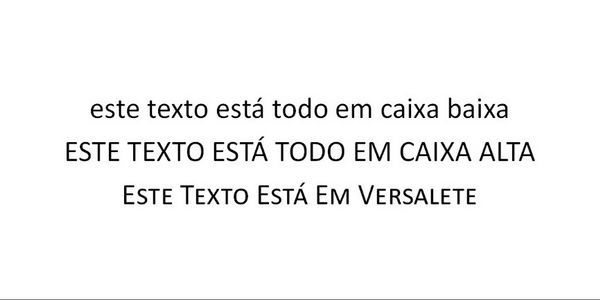 este texto está todo em caixa baixa
ESTE TEXTO ESTÁ TODO EM CAIXA ALTA
Este Texto Está Em Versalete